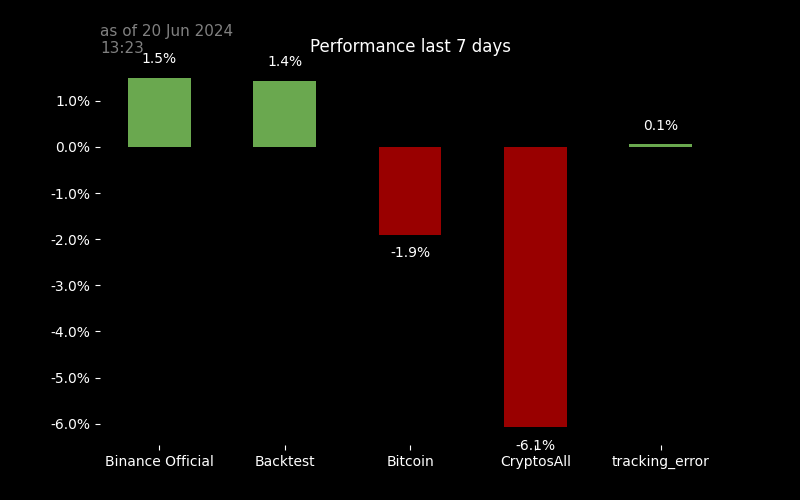 as of 20 Jun 2024
13:23
Performance last 7 days
1.5%
1.4%
0.1%
1.0%
0.0%
-1.0%
-1.9%
-2.0%
-3.0%
-4.0%
-5.0%
-6.0%
-6.1%
Binance Official
Backtest
Bitcoin
CryptosAll
tracking_error